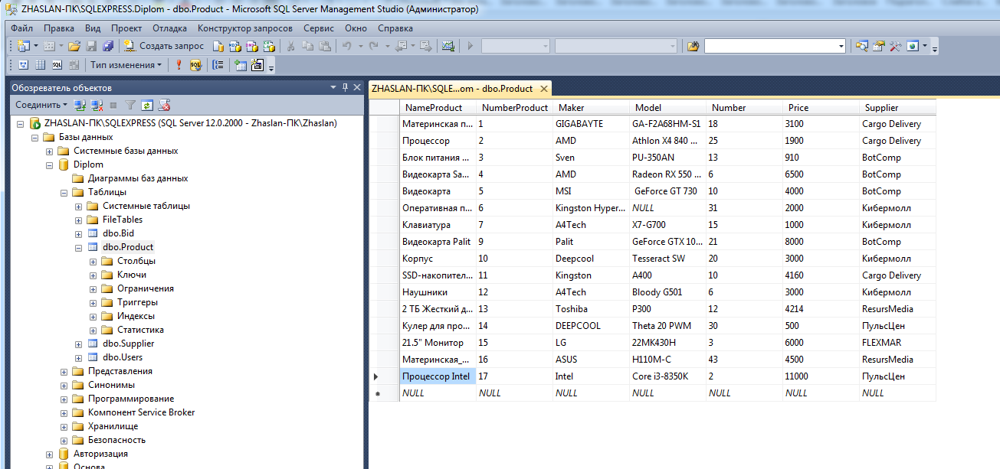 ZHASLAN-ПК\SQLEXPRESS.Diplom - dbo.Product - Microsoft SQL Server Management Studio (Администратор)
Файл Правка Вид Проект Отладка Конструктор запросов Сервис Окно Справка
Создать запрос
Тип изменения
Обозреватель объектов
Соединить
ZHASLAN-ПК\SQLEXPRESS (SQL Server 12.0.2000 - Zhaslan-ПК\Zhaslan)
Базы данных
Системные базы данных
Diplom
Диаграммы баз данных
Таблицы
Системные таблицы
FileTables
dbo.Bid
dbo.Product
Столбцы
Ключи
Ограничения
Триггеры
Индексы
Статистика
dbo.Supplier
dbo.Users
Представления
Синонимы
Программирование
Компонент Service Broker
Хранилище
Безопасность
Авторизация
Основа
ZHASLAN-ПК\SQLE...om - dbo.Product
NameProduct NumberProduct Maker Model Number Price Supplier
Материнская п... 1 GIGABAYTE GA-F2A68HM-S1 18 3100 Cargo Delivery
Процессор 2 AMD Athlon X4 840 ... 25 1900 Cargo Delivery
Блок питания ... 3 Sven PU-350AN 13 910 BotComp
Видеокарта Sa... 4 AMD Radeon RX 550 ... 6 6500 BotComp
Видеокарта 5 MSI GeForce GT 730 10 4000 BotComp
Оперативная п... 6 Kingston Hyper... NULL 31 2000 Кибермолл
Клавиатура 7 A4Tech X7-G700 15 1000 Кибермолл
Видеокарта Palit 9 Palit GeForce GTX 10... 21 8000 BotComp
Корпус 10 Deepcool Tesseract SW 20 3000 Кибермолл
SSD-накопител... 11 Kingston A400 10 4160 Cargo Delivery
Наушники 12 A4Tech Bloody G501 6 3000 Кибермолл
2 ТБ Жесткий д... 13 Toshiba P300 12 4214 ResursMedia
Кулер для про... 14 DEEPCOOL Theta 20 PWM 30 500 ПульсЦен
21.5" Монитор 15 LG 22MK430H 3 6000 FLEXMAR
Материнская_... 16 ASUS H110M-C 43 4500 ResursMedia
Процессор Intel 17 Intel Core i3-8350K 2 11000 ПульсЦен
NULL NULL NULL NULL NULL NULL NULL